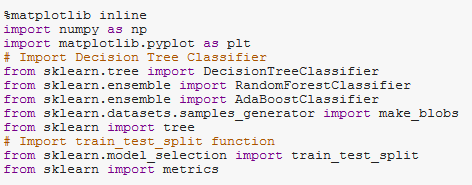 %matplotlib inline
import numpy as np
import matplotlib.pyplot as plt
# Import Decision Tree Classifier
from sklearn.tree import DecisionTreeClassifier
from sklearn.ensemble import RandomForestClassifier
from sklearn.ensemble import AdaBoostClassifier
from sklearn.datasets.samples_generator import make_blobs
from sklearn import tree
# Import train_test_split function
from sklearn.model_selection import train_test_split
from sklearn import metrics